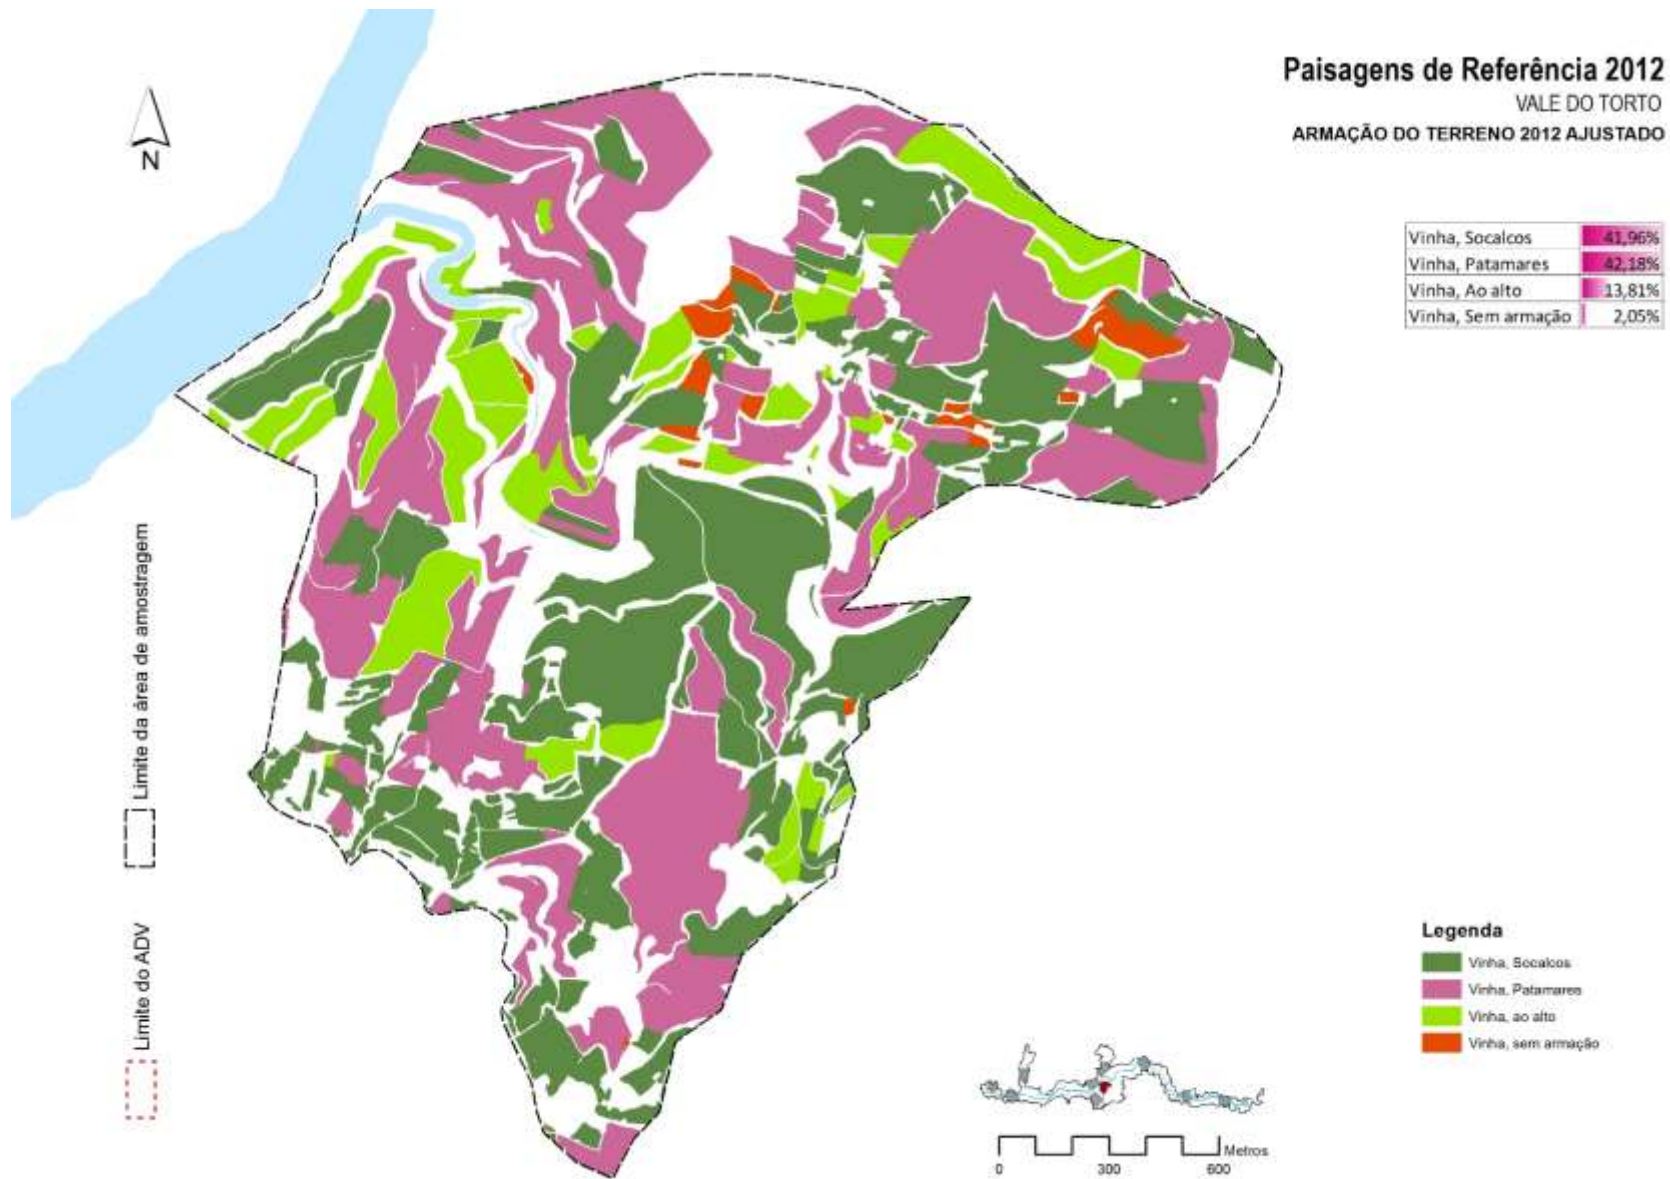 Paisagens de Referência 2012
VALE DO TORTO
ARMAÇÃO DO TERRENO 2012 AJUSTADO
N
Vinha, Socalcos 41,96%
Vinha, Patamares 42,18%
Vinha, Ao alto 13,81%
Vinha, Sem armação 2,05%
Limite da área de amostragem
Limite do ADV
Legenda
Vinha, Socalcos
Vinha, Patamares
Vinha, ao alto
Vinha, sem armação
Metros
0 300 600